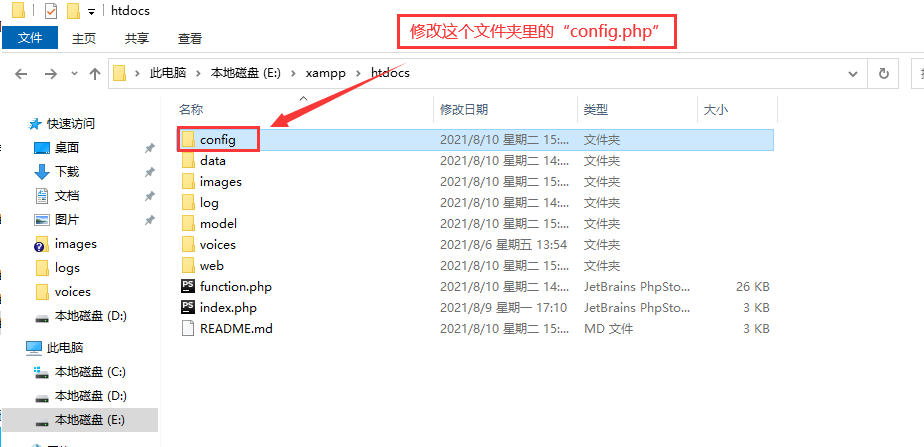 htdocs
文件 主页 共享 查看
修改这个文件夹里的“config.php”
此电脑 本地磁盘 (E:) xampp htdocs
名称 修改日期 类型 大小
快速访问
桌面
下载
文档
图片
images
logs
voices
本地磁盘 (D:)
此电脑
本地磁盘 (C:)
本地磁盘 (D:)
本地磁盘 (E:)
config 2021/8/10 星期二 15:... 文件夹
data 2021/8/10 星期二 14:... 文件夹
images 2021/8/10 星期二 15:... 文件夹
log 2021/8/10 星期二 14:... 文件夹
model 2021/8/10 星期二 15:... 文件夹
voices 2021/8/6 星期五 13:54 文件夹
web 2021/8/10 星期二 15:... 文件夹
PS function.php 2021/8/10 星期二 14:... JetBrains PhpSto... 26 KB
PS index.php 2021/8/9 星期一 17:10 JetBrains PhpSto... 3 KB
README.md 2021/8/10 星期二 15:... MD 文件 3 KB